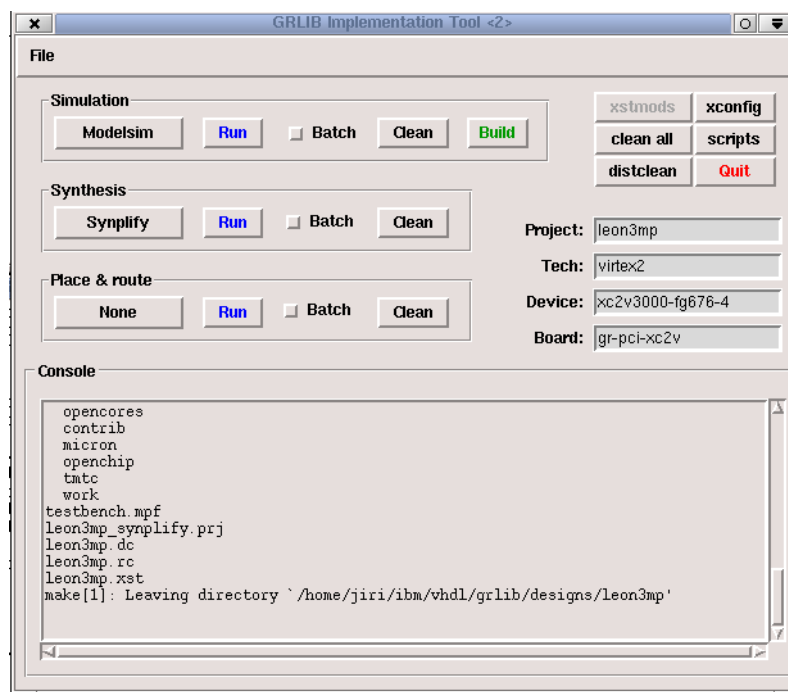 GRLIB Implementation Tool <2>
File
Simulation
Modelsim Run Batch Clean Build
xstmods xconfig
clean all scripts
distclean Quit
Synthesis
Synplify Run Batch Clean
Place & route
None Run Batch Clean
Project: leon3mp
Tech: virtex2
Device: xc2v3000-fg676-4
Board: gr-pci-xc2v
Console
opencores
contrib
micron
openchip
tmtc
work
testbench.mpf
leon3mp_synplify.prj
leon3mp.dc
leon3mp.rc
leon3mp.xst
make[1]: Leaving directory `/home/jiri/ibm/vhdl/grlib/designs/leon3mp'